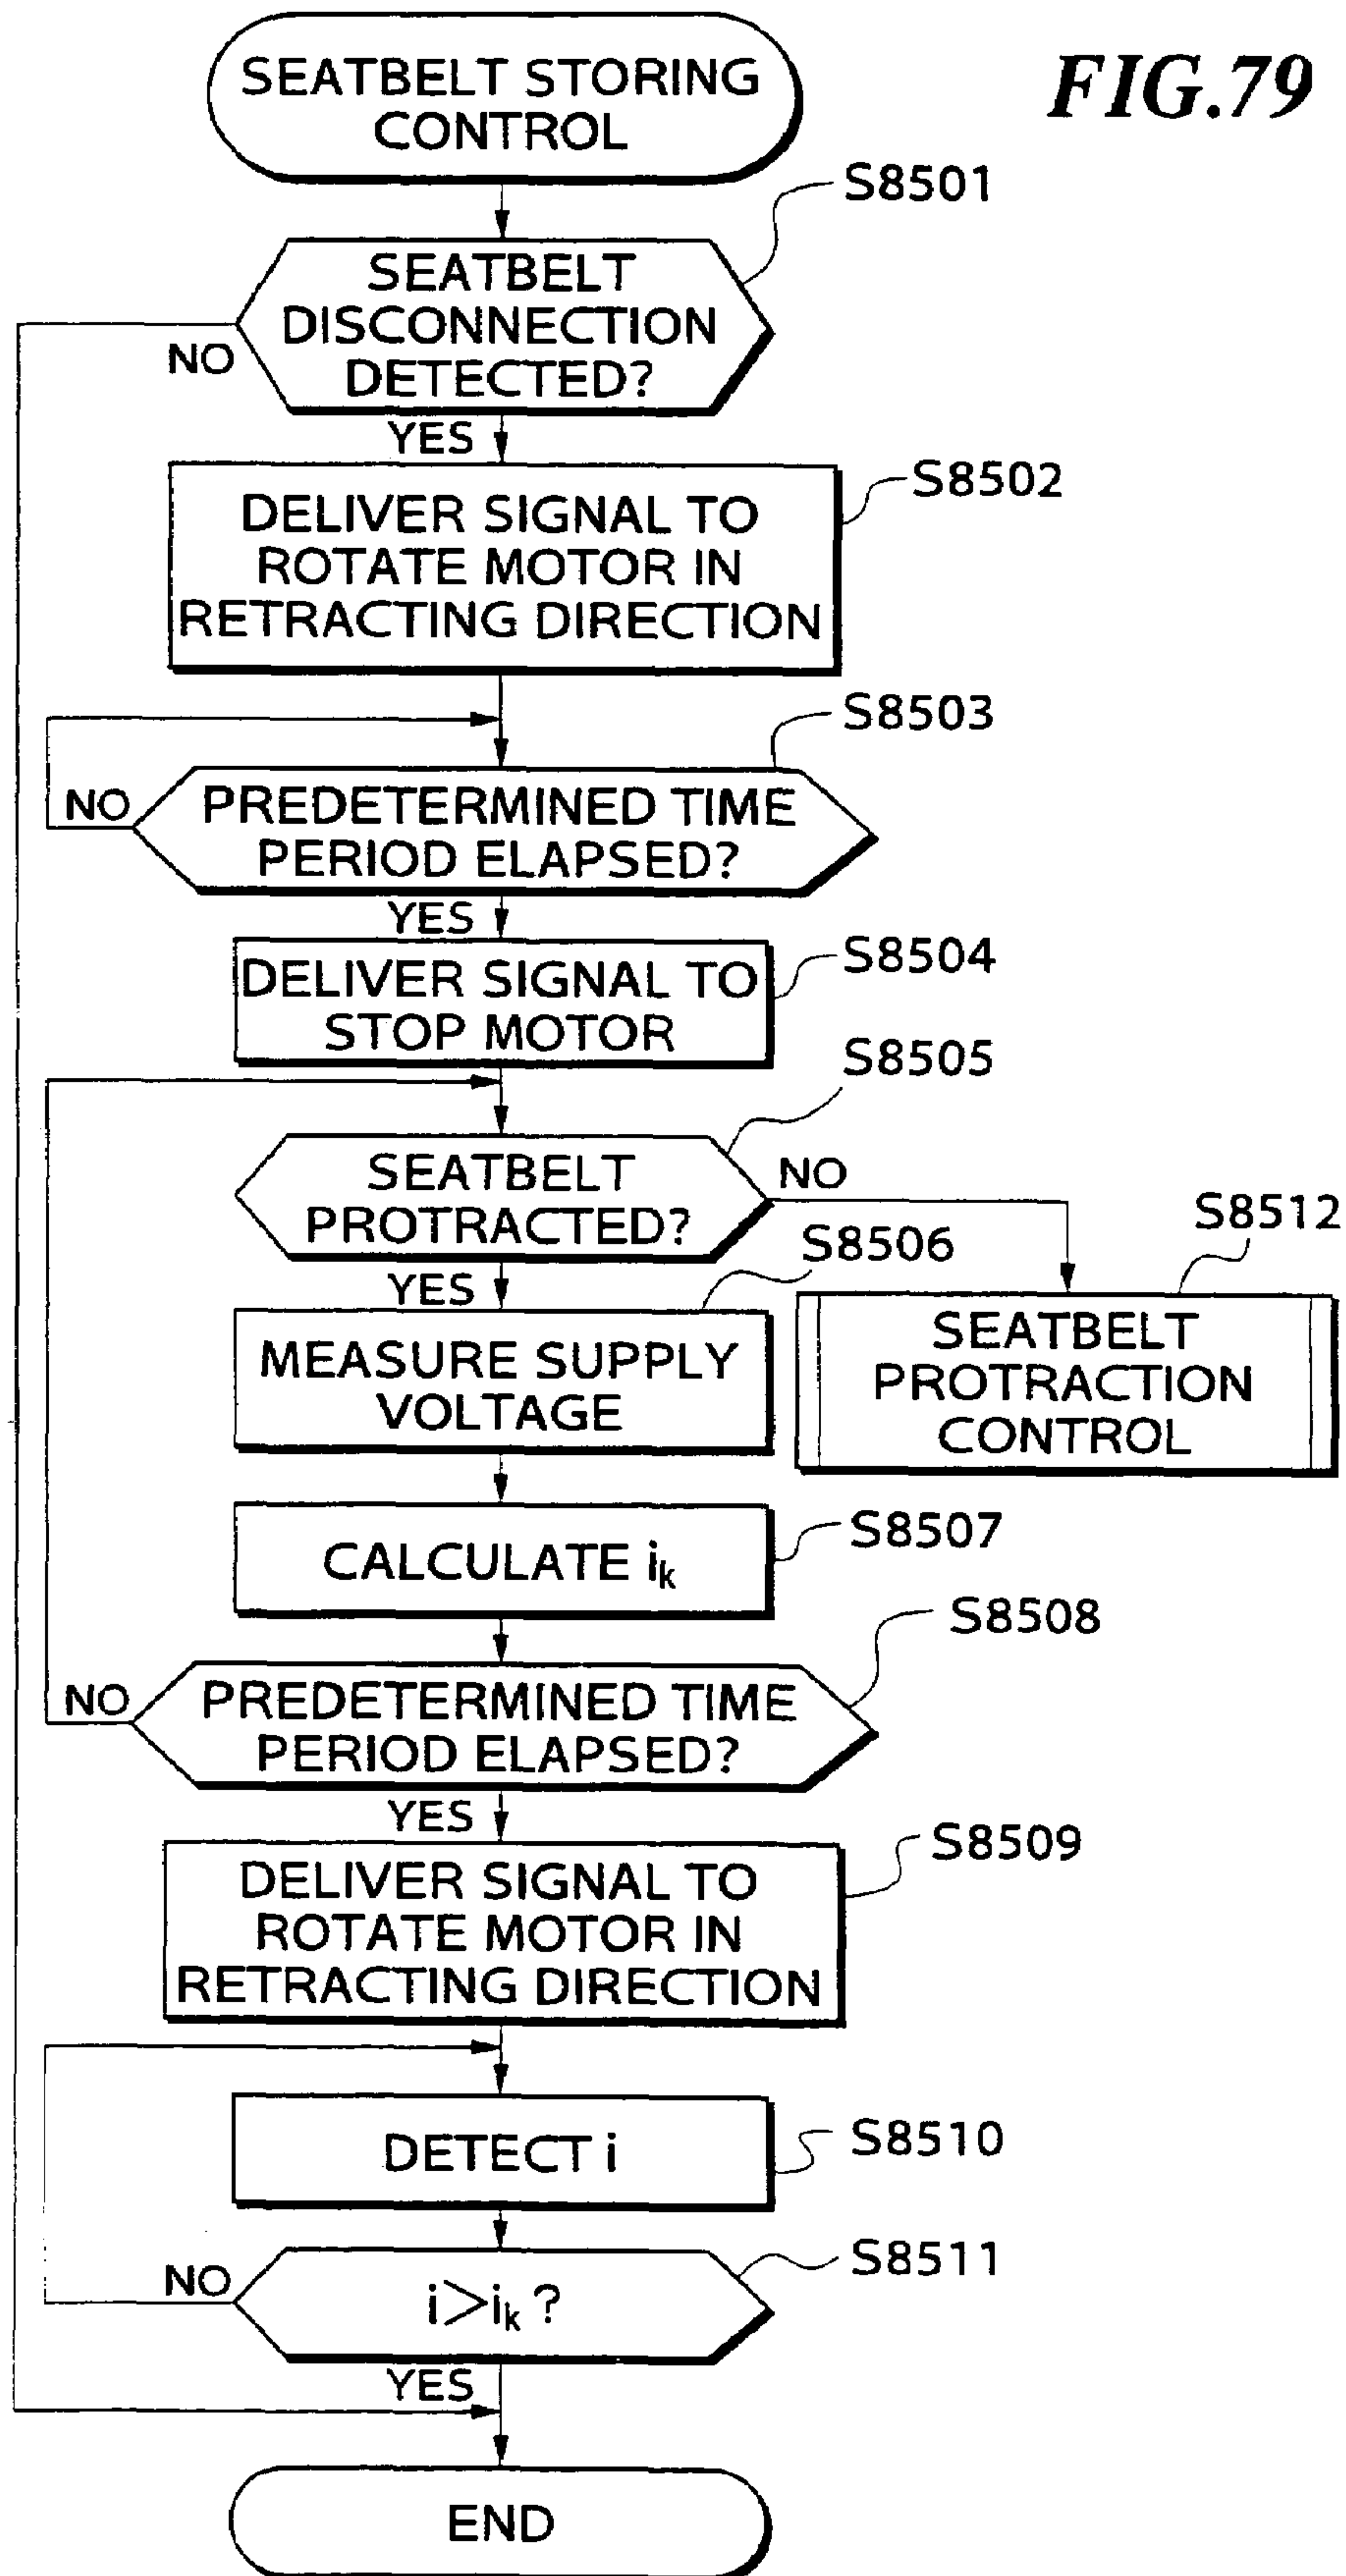 FIG.79
SEATBELT STORING
CONTROL
S8501
SEATBELT
DISCONNECTION
DETECTED?
NO
YES
S8502
DELIVER SIGNAL TO
ROTATE MOTOR IN
RETRACTING DIRECTION
S8503
NO
PREDETERMINED TIME
PERIOD ELAPSED?
YES
S8504
DELIVER SIGNAL TO
STOP MOTOR
S8505
SEATBELT
PROTRACTED?
NO
YES
S8506
S8512
MEASURE SUPPLY
VOLTAGE
SEATBELT
PROTRACTION
CONTROL
S8507
CALCULATE ik
S8508
NO
PREDETERMINED TIME
PERIOD ELAPSED?
YES
S8509
DELIVER SIGNAL TO
ROTATE MOTOR IN
RETRACTING DIRECTION
S8510
DETECT i
S8511
NO
i>ik ?
YES
END